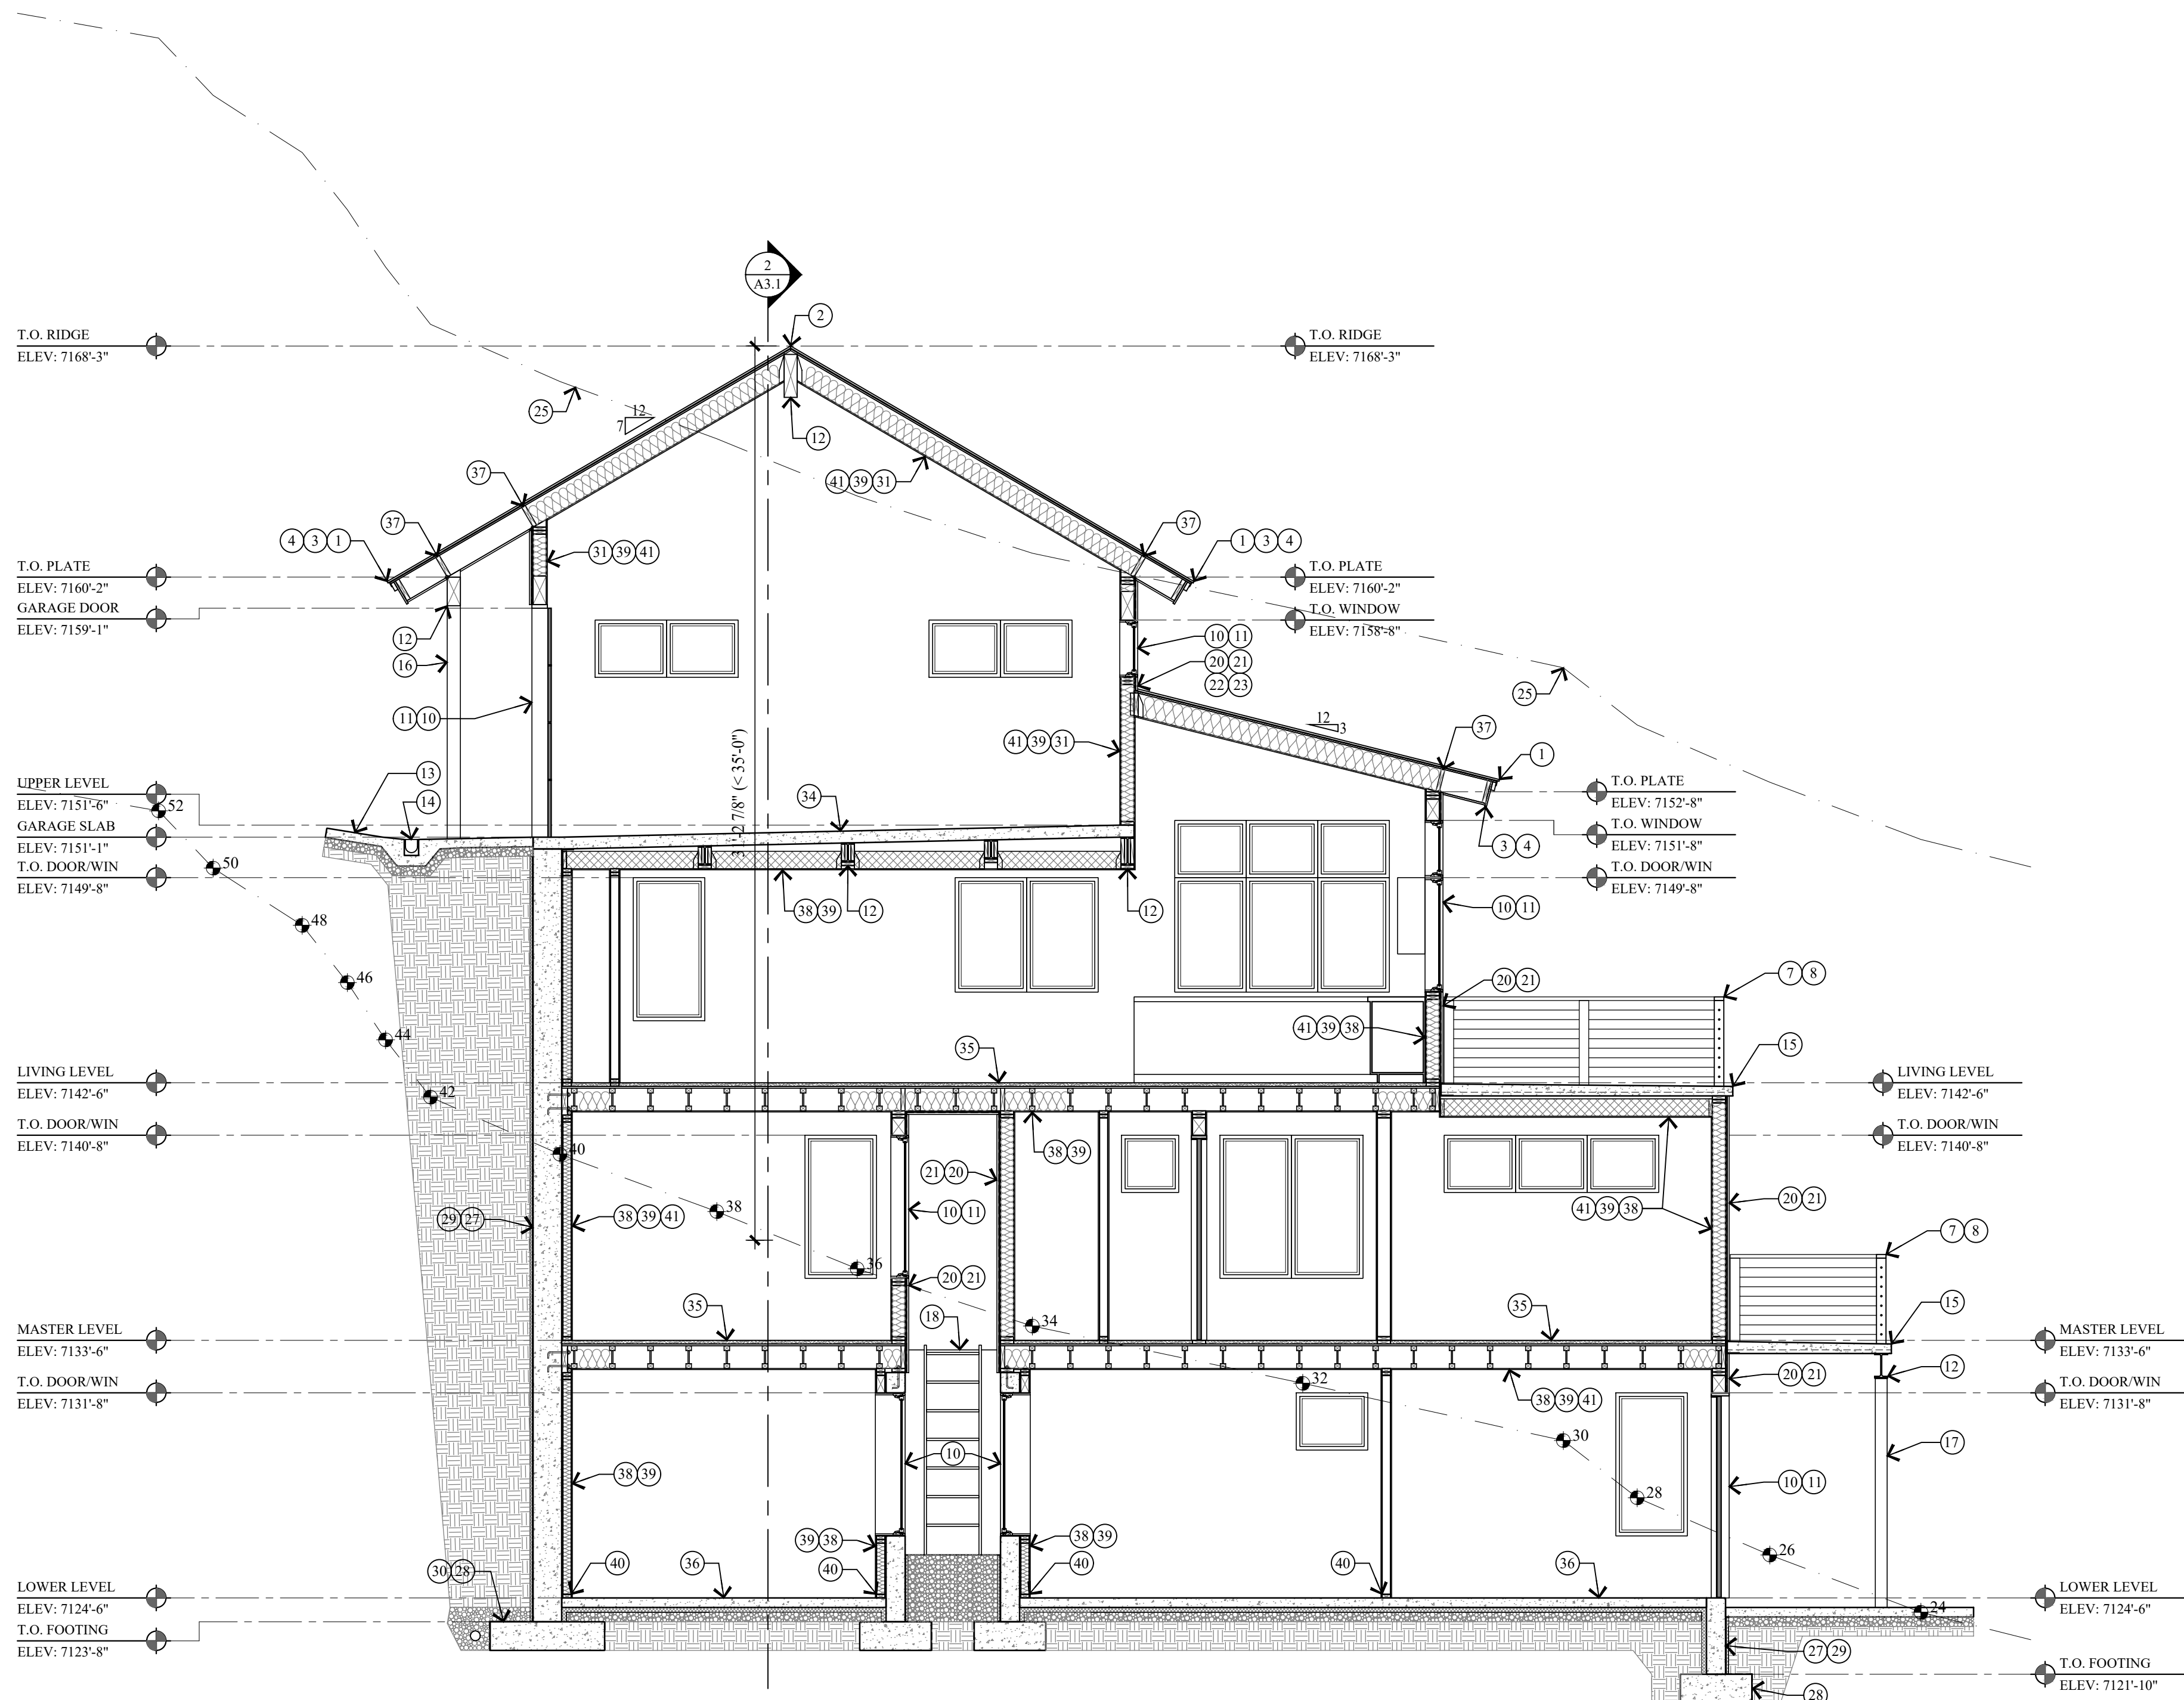 2
A3.1
2
T.O. RIDGE
ELEV: 7168'-3"
T.O. RIDGE
ELEV: 7168'-3"
25
12
7
12
37
41 39 31
37
37
4 3 1
31 39 41
1 3 4
T.O. PLATE
ELEV: 7160'-2"
T.O. PLATE
ELEV: 7160'-2"
GARAGE DOOR
ELEV: 7159'-1"
T.O. WINDOW
ELEV: 7158'-8"
12
16
10 11
20 21
22 23
25
11 10
12
3
37
41 39 31
1
UPPER LEVEL
ELEV: 7151'-6"
52
13
14
34
T.O. PLATE
ELEV: 7152'-8"
GARAGE SLAB
ELEV: 7151'-1"
T.O. WINDOW
ELEV: 7151'-8"
3 4
T.O. DOOR/WIN
ELEV: 7149'-8"
50
T.O. DOOR/WIN
ELEV: 7149'-8"
38 39
12
12
10 11
48
46
20 21
7 8
44
41 39 38
35
15
LIVING LEVEL
ELEV: 7142'-6"
42
LIVING LEVEL
ELEV: 7142'-6"
T.O. DOOR/WIN
ELEV: 7140'-8"
40
38 39
T.O. DOOR/WIN
ELEV: 7140'-8"
21 20
38
10 11
29 27
38 39 41
41 39 38
20 21
7 8
36
20 21
35
18
34
35
15
MASTER LEVEL
ELEV: 7133'-6"
MASTER LEVEL
ELEV: 7133'-6"
32
20 21
12
T.O. DOOR/WIN
ELEV: 7131'-8"
38 39 41
T.O. DOOR/WIN
ELEV: 7131'-8"
30
17
10
38 39
28
10 11
39 38
38 39
26
30 28
40
36
40
40
40
36
LOWER LEVEL
ELEV: 7124'-6"
24
LOWER LEVEL
ELEV: 7124'-6"
T.O. FOOTING
ELEV: 7123'-8"
27 29
T.O. FOOTING
ELEV: 7121'-10"
28